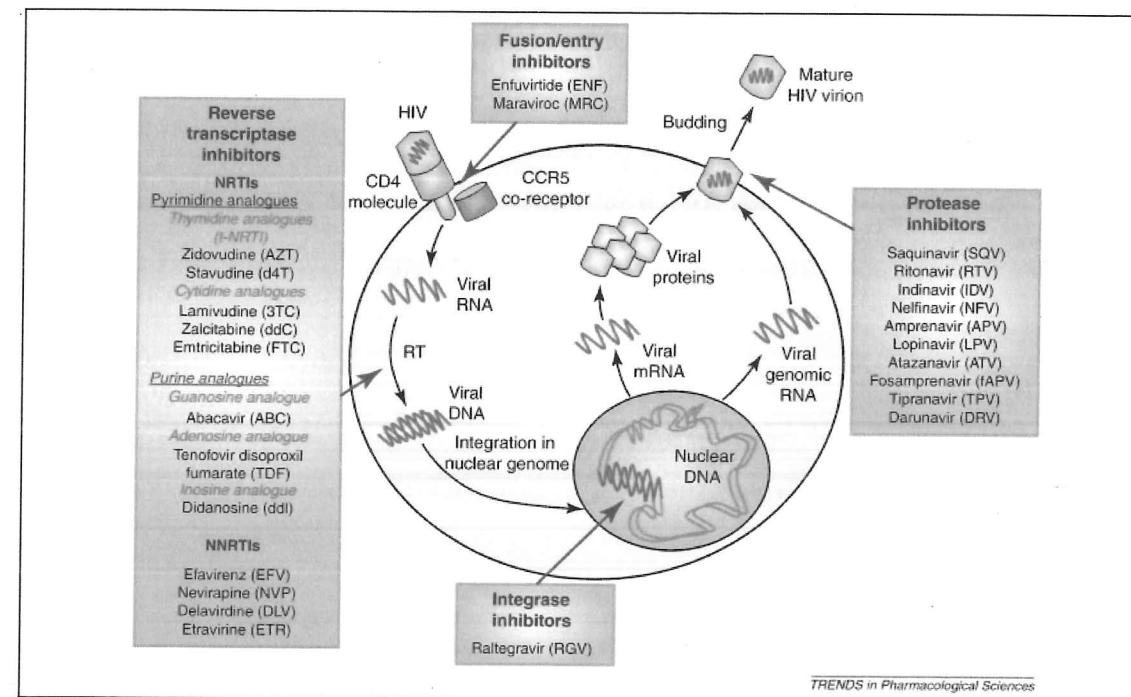 Fusion/entry
inhibitors
Enfuvirtide (ENF)
Maraviroc (MRC)
Mature
HIV virion
Budding
Reverse
transcriptase
inhibitors
NRTIs
Pyrimidine analogues
Thymidine analogues
(t-NRTI)
Zidovudine (AZT)
Stavudine (d4T)
Cytidine analogues
Lamivudine (3TC)
Zalcitabine (ddC)
Emtricitabine (FTC)
Purine analogues
Guanosine analogue
Abacavir (ABC)
Adenosine analogue
Tenofovir disoproxil
fumarate (TDF)
Inosine analogue
Didanosine (ddI)
NNRTIs
Efavirenz (EFV)
Nevirapine (NVP)
Delavirdine (DLV)
Etravirine (ETR)
HIV
CD4
molecule
CCR5
co-receptor
Viral
RNA
RT
Viral
DNA
Integration in
nuclear genome
Nuclear
DNA
Viral
proteins
Viral
mRNA
Viral
genomic
RNA
Protease
inhibitors
Saquinavir (SQV)
Ritonavir (RTV)
Indinavir (IDV)
Nelfinavir (NFV)
Amprenavir (APV)
Lopinavir (LPV)
Atazanavir (ATV)
Fosamprenavir (fAPV)
Tipranavir (TPV)
Darunavir (DRV)
Integrase
inhibitors
Raltegravir (RGV)
TRENDS in Pharmacological Sciences